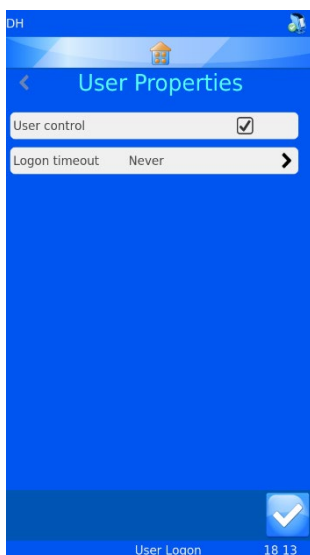 DH
User Properties
User control
Logon timeout Never
User Logon 18 13